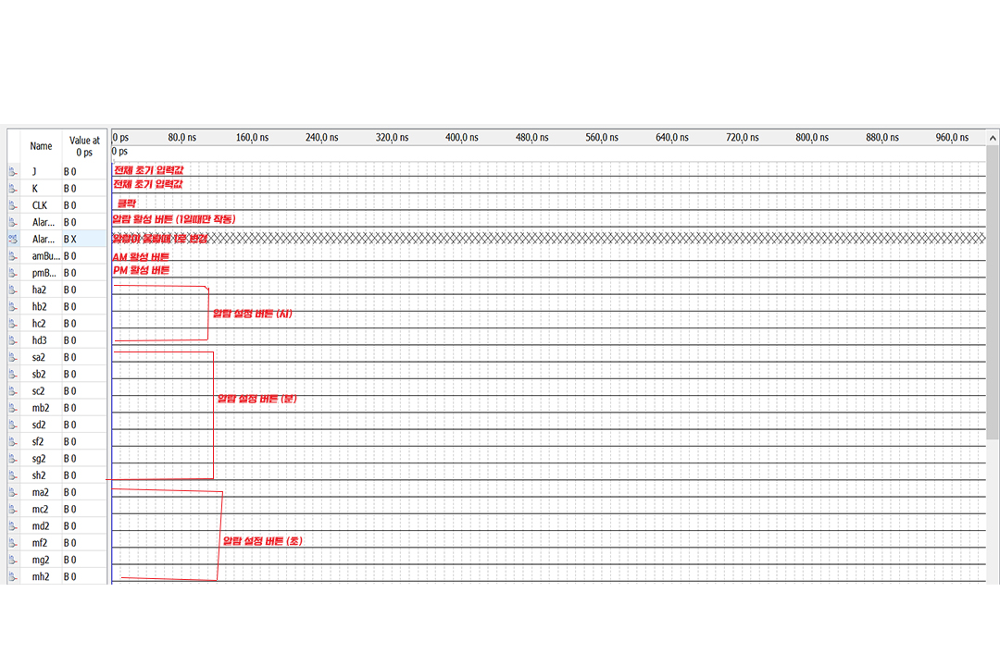 Name Value at 0 ps 0 ps 80.0 ns 160.0 ns 240.0 ns 320.0 ns 400.0 ns 480.0 ns 560.0 ns 640.0 ns 720.0 ns 800.0 ns 880.0 ns 960.0 ns
0 ps
J B 0 전체 초기 입력값
K B 0 전체 초기 입력값
CLK B 0 클락
Alar... B 0 알람 활성 버튼 (1일때만 작동)
Alar... B X 알람이 울릴때 1로 변경
amBu... B 0 AM 활성 버튼
pmB... B 0 PM 활성 버튼
ha2 B 0
hb2 B 0 알람 설정 버튼 (시)
hc2 B 0
hd3 B 0
sa2 B 0
sb2 B 0
sc2 B 0 알람 설정 버튼 (분)
mb2 B 0
sd2 B 0
sf2 B 0
sg2 B 0
sh2 B 0
ma2 B 0
mc2 B 0
md2 B 0
mf2 B 0 알람 설정 버튼 (초)
mg2 B 0
mh2 B 0